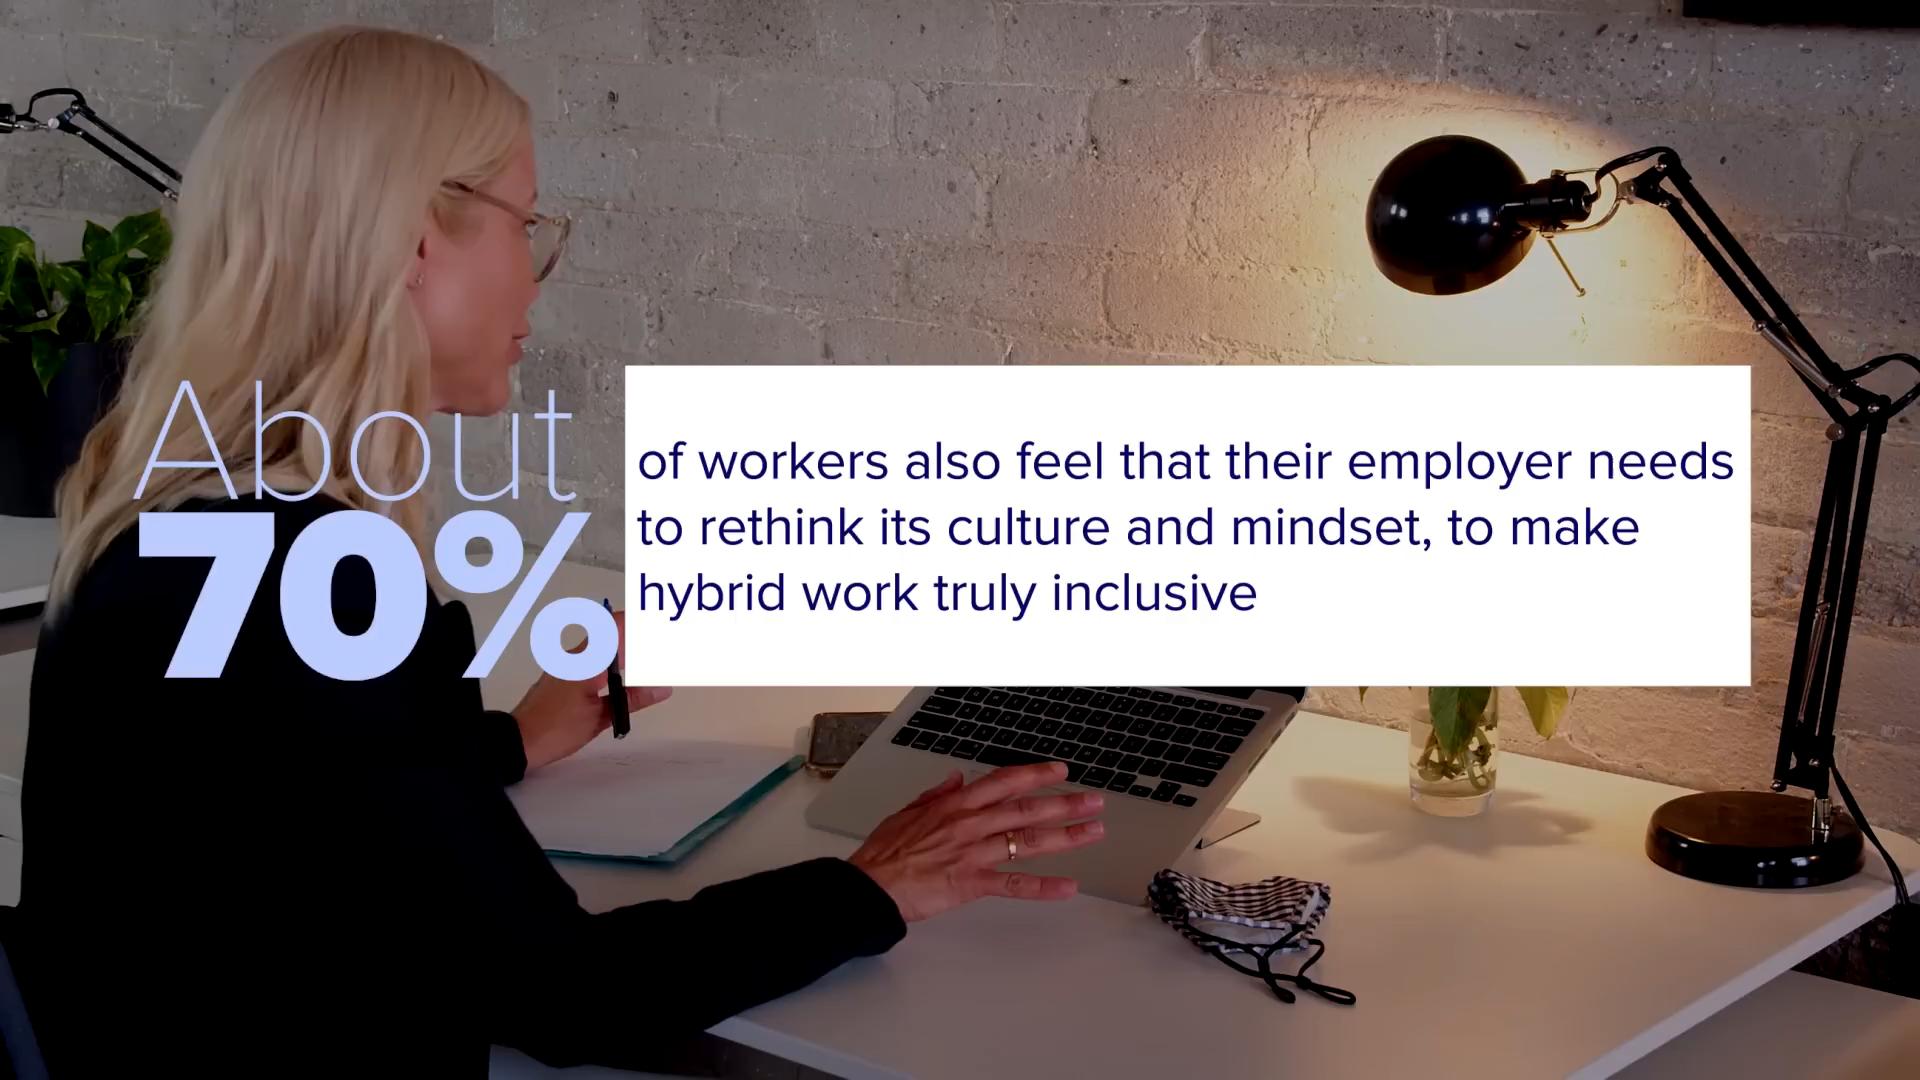 About
70%
of workers also feel that their employer needs
to rethink its culture and mindset, to make
hybrid work truly inclusive